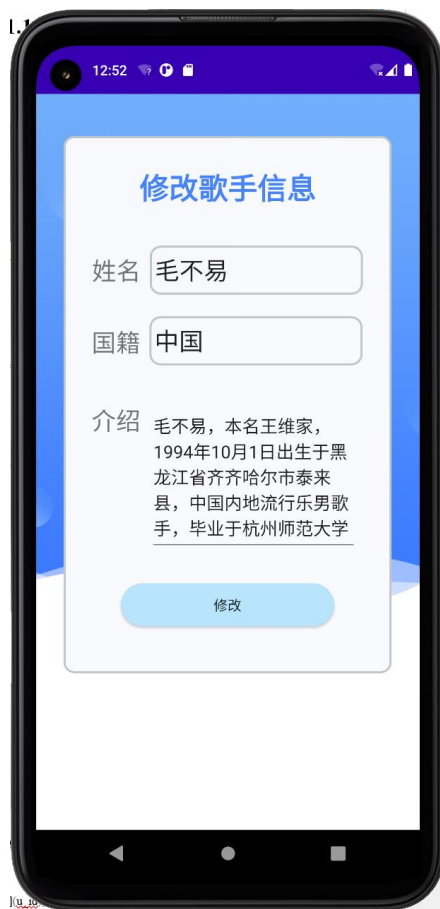 12:52
修改歌手信息
姓名 毛不易
国籍 中国
介绍 毛不易，本名王维家，
1994年10月1日出生于黑
龙江省齐齐哈尔市泰来
县，中国内地流行乐男歌
手，毕业于杭州师范大学
修改